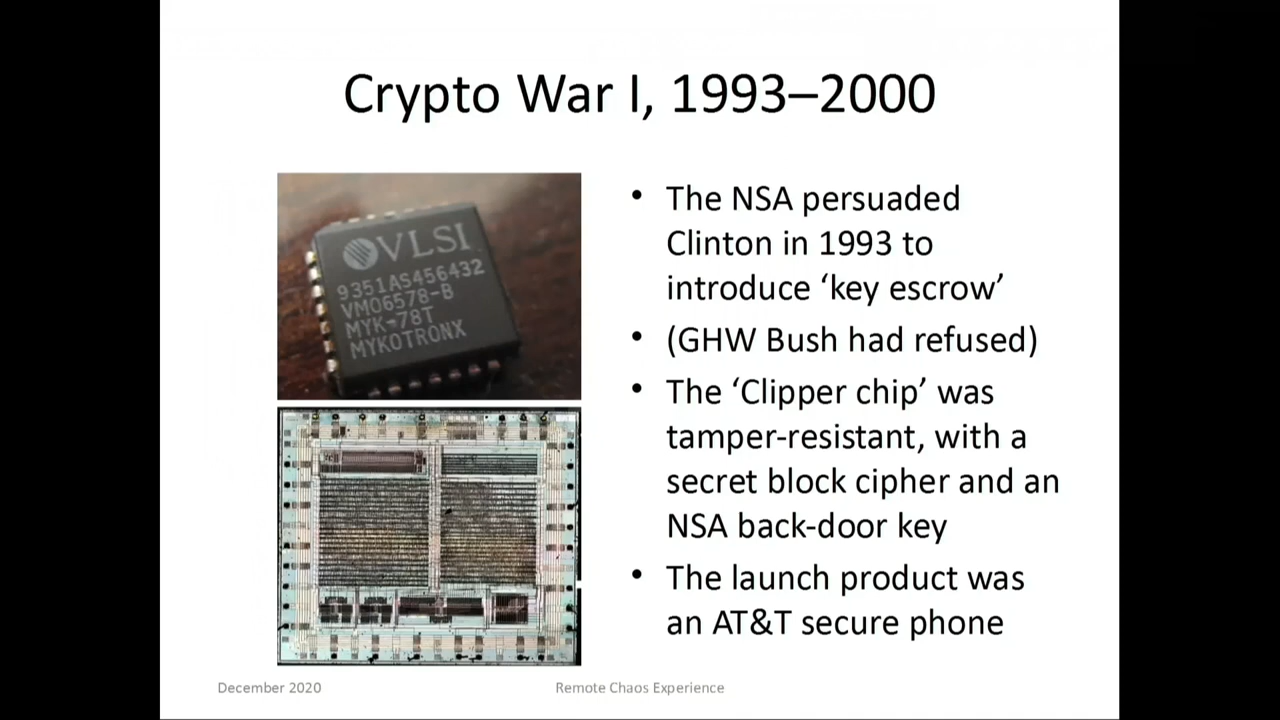 Crypto War I, 1993–2000
VLSI
9351AS456432
VM06578-B
MYK-78T
MYKOTRONX
• The NSA persuaded
Clinton in 1993 to
introduce ‘key escrow’
• (GHW Bush had refused)
• The ‘Clipper chip’ was
tamper-resistant, with a
secret block cipher and an
NSA back-door key
• The launch product was
an AT&T secure phone
December 2020
Remote Chaos Experience